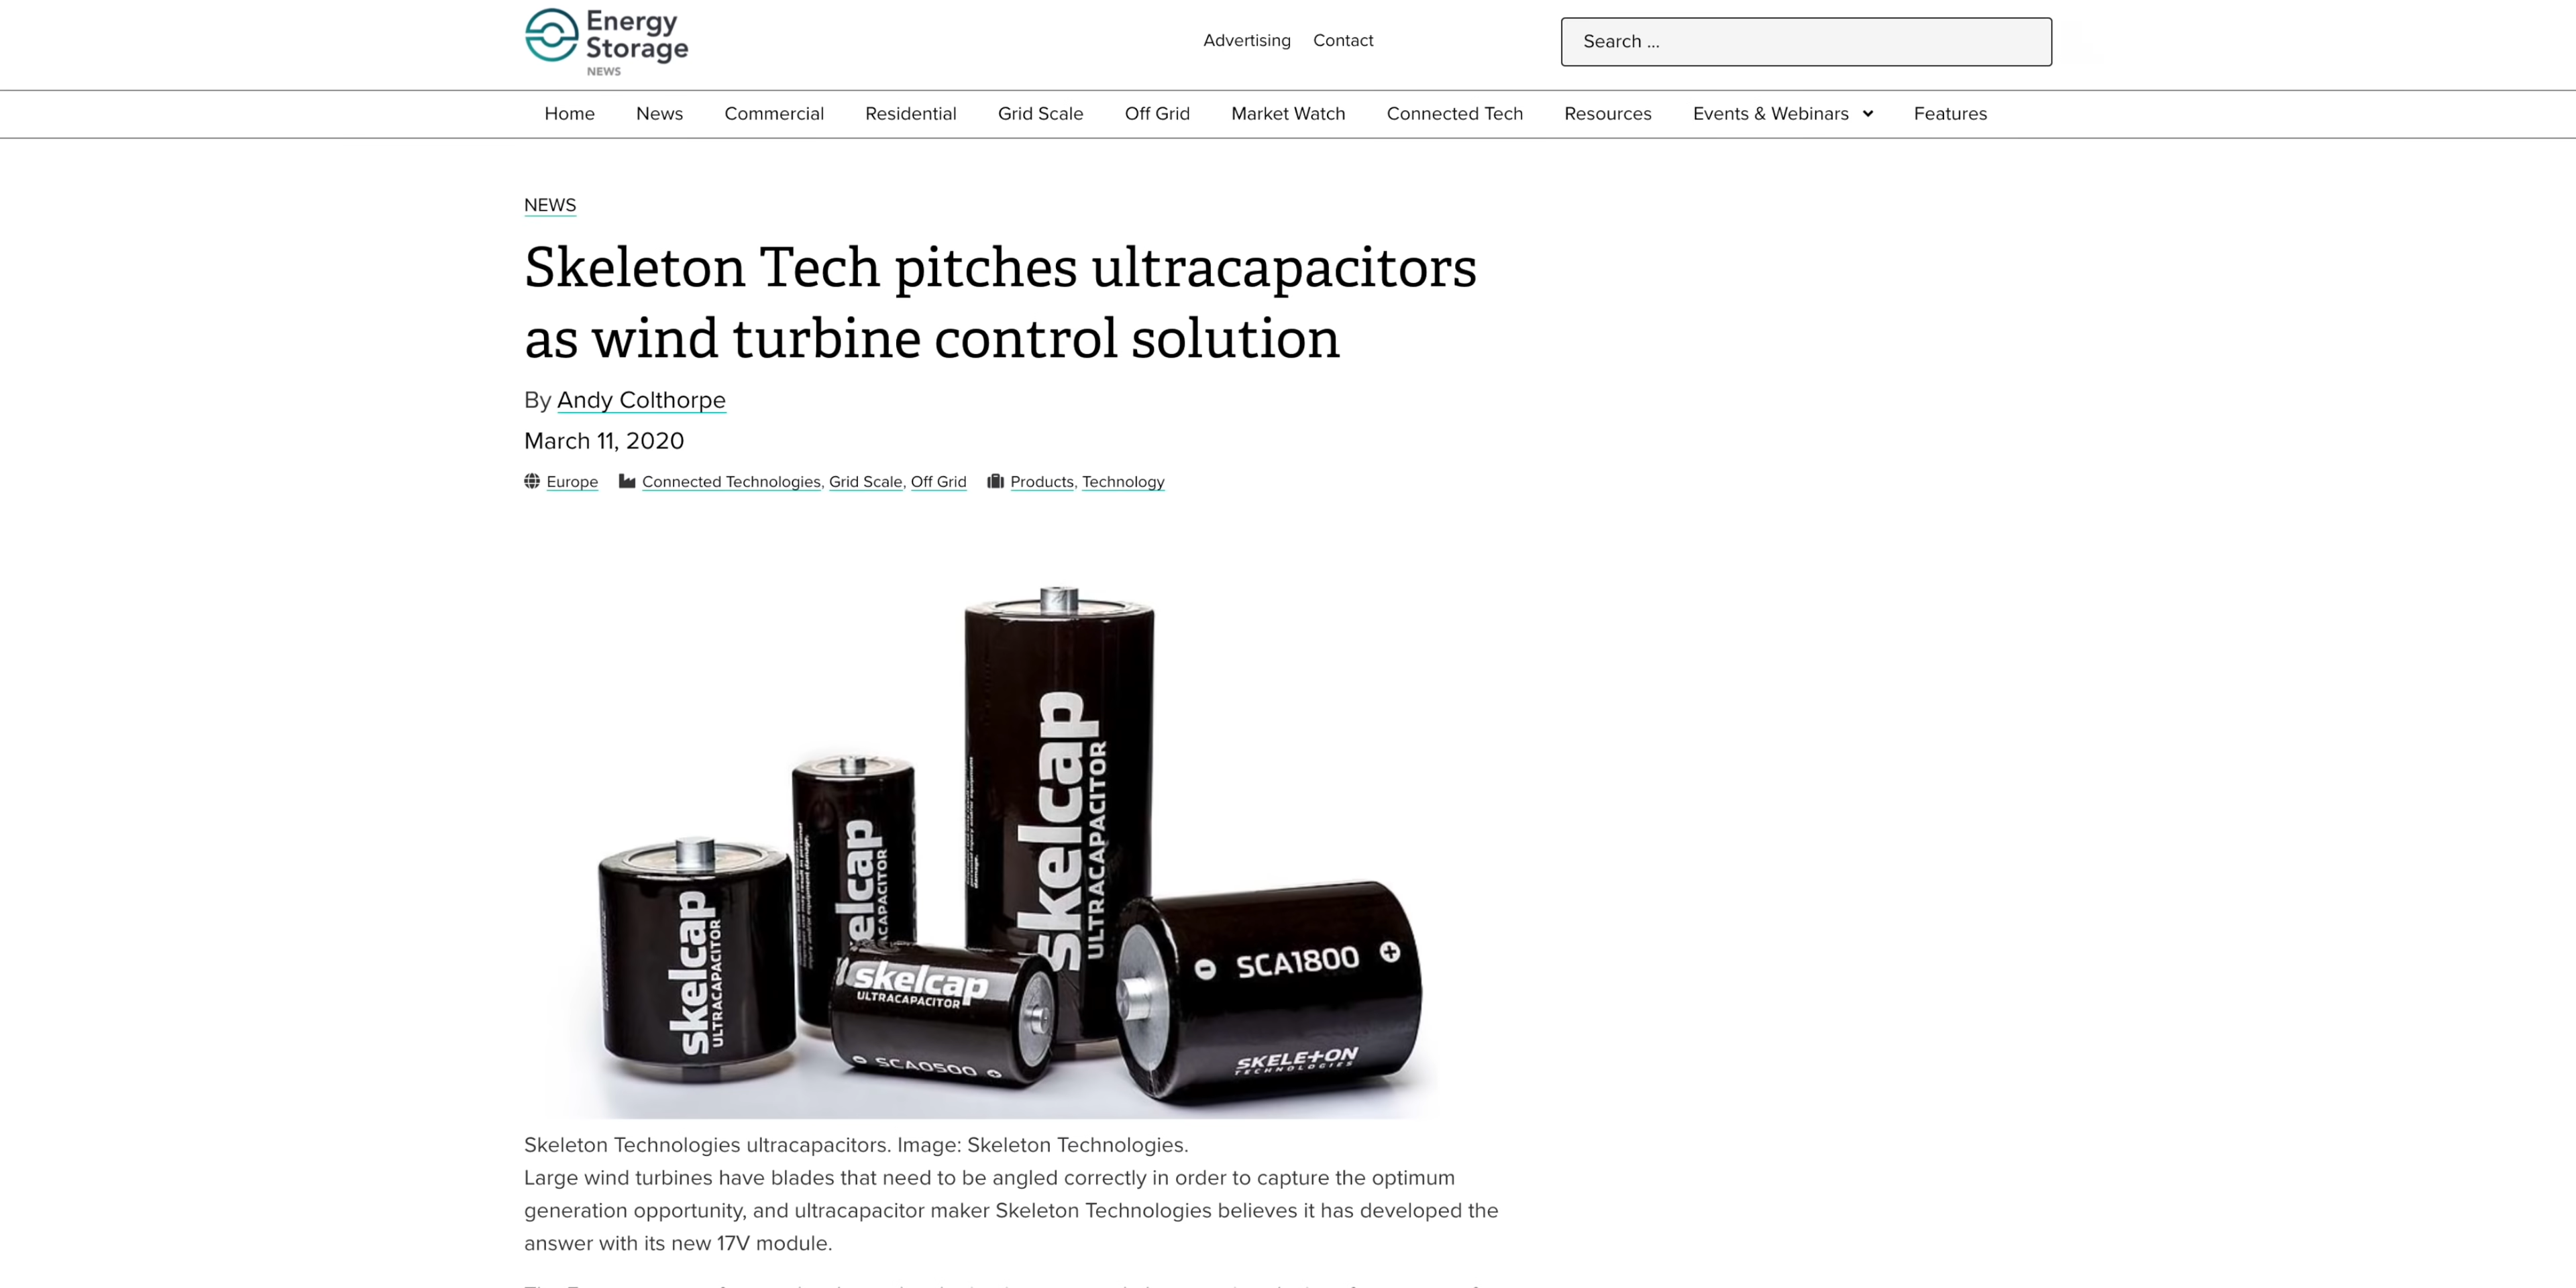 Energy
Storage
NEWS
Advertising Contact
Search ...
Home News Commercial Residential Grid Scale Off Grid Market Watch Connected Tech Resources Events & Webinars Features
NEWS
Skeleton Tech pitches ultracapacitors
as wind turbine control solution
By Andy Colthorpe
March 11, 2020
Europe Connected Technologies, Grid Scale, Off Grid Products, Technology
skelcap
ULTRACAPACITOR
elcap
ACAPACITOR
damage.
skelcap
ULTRACAPACITOR
skelcap
ULTRACAPACITOR
SCA0500
SCA1800
SKELETON
TECHNOLOGIES
Skeleton Technologies ultracapacitors. Image: Skeleton Technologies.
Large wind turbines have blades that need to be angled correctly in order to capture the optimum
generation opportunity, and ultracapacitor maker Skeleton Technologies believes it has developed the
answer with its new 17V module.